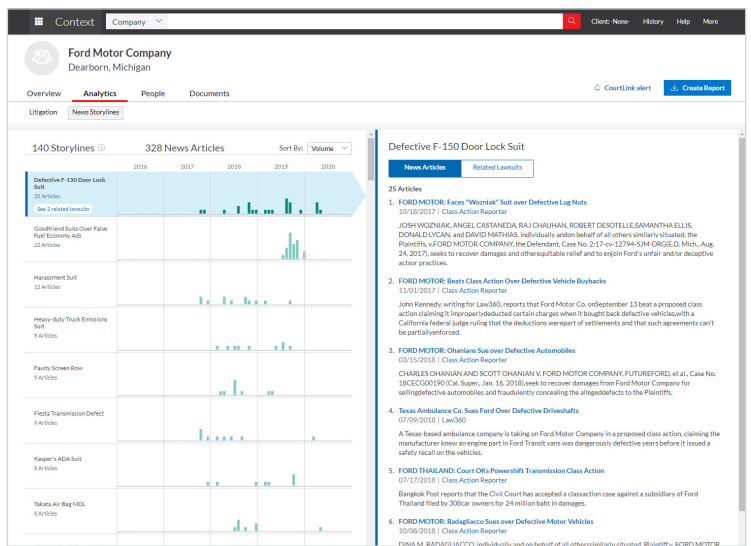 Context
Company
Client: -None-
History
Help
More
Ford Motor Company
Dearborn, Michigan
Overview
Analytics
People
Documents
CourtLink alert
Create Report
Litigation
News Storylines
140 Storylines
328 News Articles
Sort By:
Volume
2016
2017
2018
2019
2020
Defective F-150 Door Lock
Suit
25 Articles
See 2 related lawsuits
Goodfriend Suits Over False
Fuel Economy Ads
22 Articles
Harassment Suit
12 Articles
Heavy-duty Truck Emissions
Suit
9 Articles
Faulty Screen Row
9 Articles
Fiesta Transmission Defect
9 Articles
Kasper's ADA Suit
8 Articles
Takata Air Bag MDL
8 Articles
Defective F-150 Door Lock Suit
News Articles
Related Lawsuits
25 Articles
1. FORD MOTOR: Faces "Wozniak" Suit over Defective Lug Nuts
10/18/2017 | Class Action Reporter
JOSH WOZNIAK, ANGEL CASTANEDA, RAJ CHAUHAN, ROBERT DESOTELLE,SAMANTHA ELLIS,
DONALD LYCAN, and DAVID MATHIAS, individually andon behalf of all others similarly situated, the
Plaintiffs, v.FORD MOTOR COMPANY, the Defendant, Case No. 2:17-cv-12794-SJM-DRG(E.D. Mich., Aug.
24, 2017), seeks to recover damages and otherequitable relief and to enjoin Ford's unfair and/or deceptive
actsor practices.
2. FORD MOTOR: Beats Class Action Over Defective Vehicle Buybacks
11/01/2017 | Class Action Reporter
John Kennedy, writing for Law360, reports that Ford Motor Co. onSeptember 13 beat a proposed class
action claiming it improperlydeducted certain charges when it bought back defective vehicles,with a
California federal judge ruling that the deductions werepart of settlements and that such agreements can't
be partiallyenforced.
3. FORD MOTOR: Ohanians Sue over Defective Automobiles
03/15/2018 | Class Action Reporter
CHARLES OHANIAN AND SCOTT OHANIAN V. FORD MOTOR COMPANY, FUTUREFORD, et al., Case No.
18CECG00190 (Cal. Super., Jan. 16, 2018),seek to recover damages from Ford Motor Company for
sellingdefective automobiles and fraudulently concealing the allegeddefects to the Plaintiffs.
4. Texas Ambulance Co. Sues Ford Over Defective Driveshafts
07/09/2018 | Law360
A Texas-based ambulance company is taking on Ford Motor Company in a proposed class action, claiming the
manufacturer knew an engine part in Ford Transit vans was dangerously defective years before it issued a
safety recall on the vehicles.
5. FORD THAILAND: Court OKs Powershift Transmission Class Action
07/17/2018 | Class Action Reporter
Bangkok Post reports that the Civil Court has accepted a classaction case against a subsidiary of Ford
Thailand filed by 308car owners for 24 million baht in damages.
6. FORD MOTOR: Badagliacco Sues over Defective Motor Vehicles
10/08/2018 | Class Action Reporter
DINA M. BADAGLIACCO, individually and on behalf of all otherssimilarly situated, Plaintiff v. FORD MOTOR